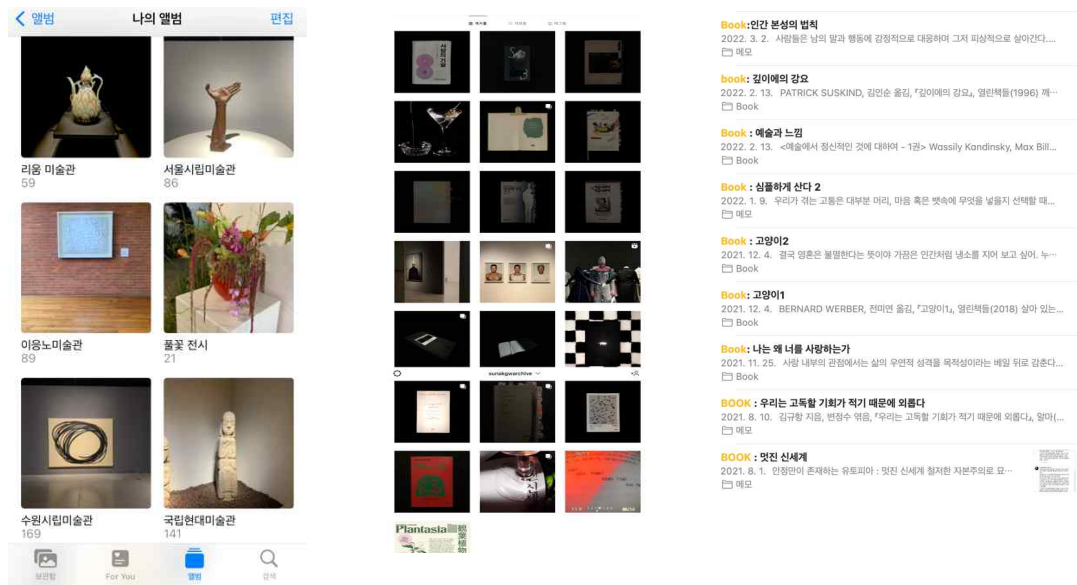 앨범
나의 앨범
편집
리움 미술관
59
서울시립미술관
86
이응노미술관
89
풀꽃 전시
21
수원시립미술관
169
국립현대미술관
141
보관함
For You
앨범
검색
sunakgwarchive
Plantasia
観葉植物
Book:인간 본성의 법칙
2022. 3. 2. 사람들은 남의 말과 행동에 감정적으로 대응하며 그저 피상적으로 살아간다....
메모
book: 깊이에의 강요
2022. 2. 13. PATRICK SUSKIND, 김인순 옮김, 『깊이에의 강요』, 열린책들(1996) 깨...
Book
Book : 예술과 느낌
2022. 2. 13. <예술에서 정신적인 것에 대하여 - 1권> Wassily Kandinsky, Max Bill...
Book
Book : 심플하게 산다 2
2022. 1. 9. 우리가 겪는 고통은 대부분 머리, 마음 혹은 뱃속에 무엇을 넣을지 선택할 때...
메모
Book : 고양이2
2021. 12. 4. 결국 영혼은 불멸한다는 뜻이야 가끔은 인간처럼 냉소를 지어 보고 싶어. 누...
Book
Book: 고양이1
2021. 12. 4. BERNARD WERBER, 전미연 옮김, 『고양이1』, 열린책들(2018) 살아 있는...
Book
Book: 나는 왜 너를 사랑하는가
2021. 11. 25. 사랑 내부의 관점에서는 삶의 우연적 성격을 목적성이라는 베일 뒤로 감춘다...
Book
BOOK : 우리는 고독할 기회가 적기 때문에 외롭다
2021. 8. 10. 김규항 지음, 변정수 엮음, 『우리는 고독할 기회가 적기 때문에 외롭다』, 알마(...
메모
BOOK : 멋진 신세계
2021. 8. 1. 안정만이 존재하는 유토피아 : 멋진 신세계 철저한 자본주의로 묘...
메모